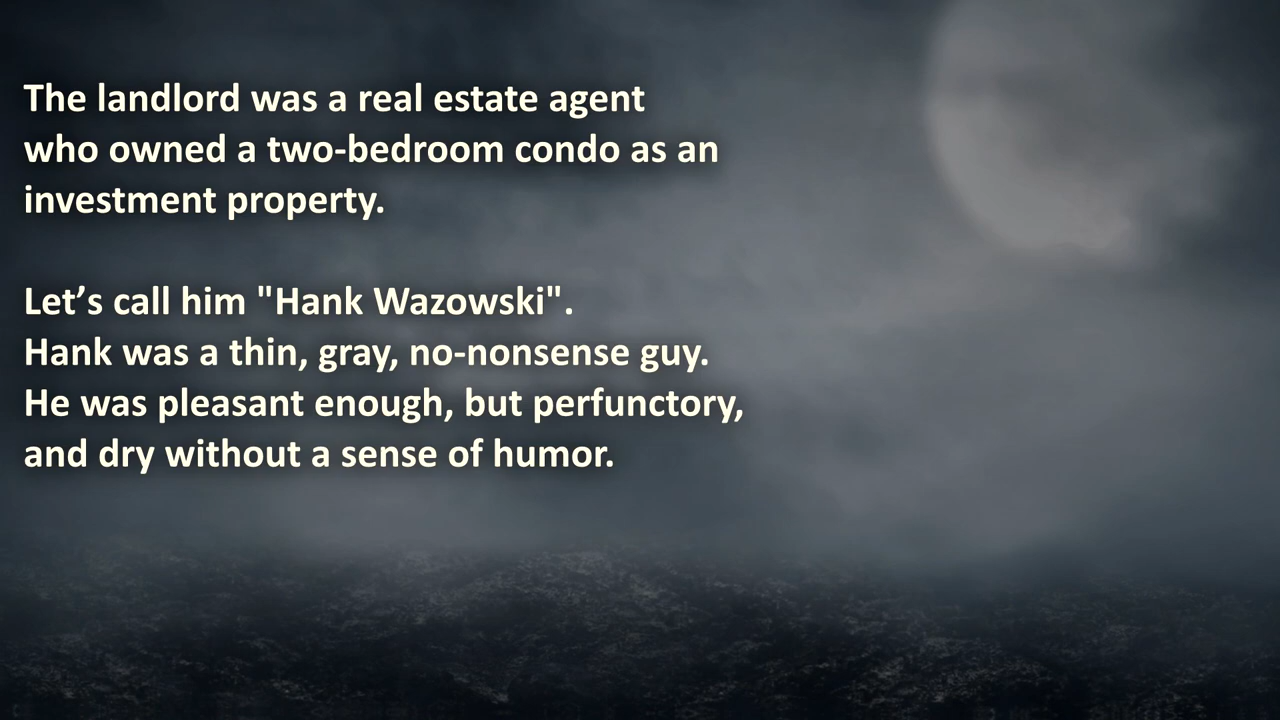 The landlord was a real estate agent
who owned a two-bedroom condo as an
investment property.
Let’s call him "Hank Wazowski".
Hank was a thin, gray, no-nonsense guy.
He was pleasant enough, but perfunctory,
and dry without a sense of humor.